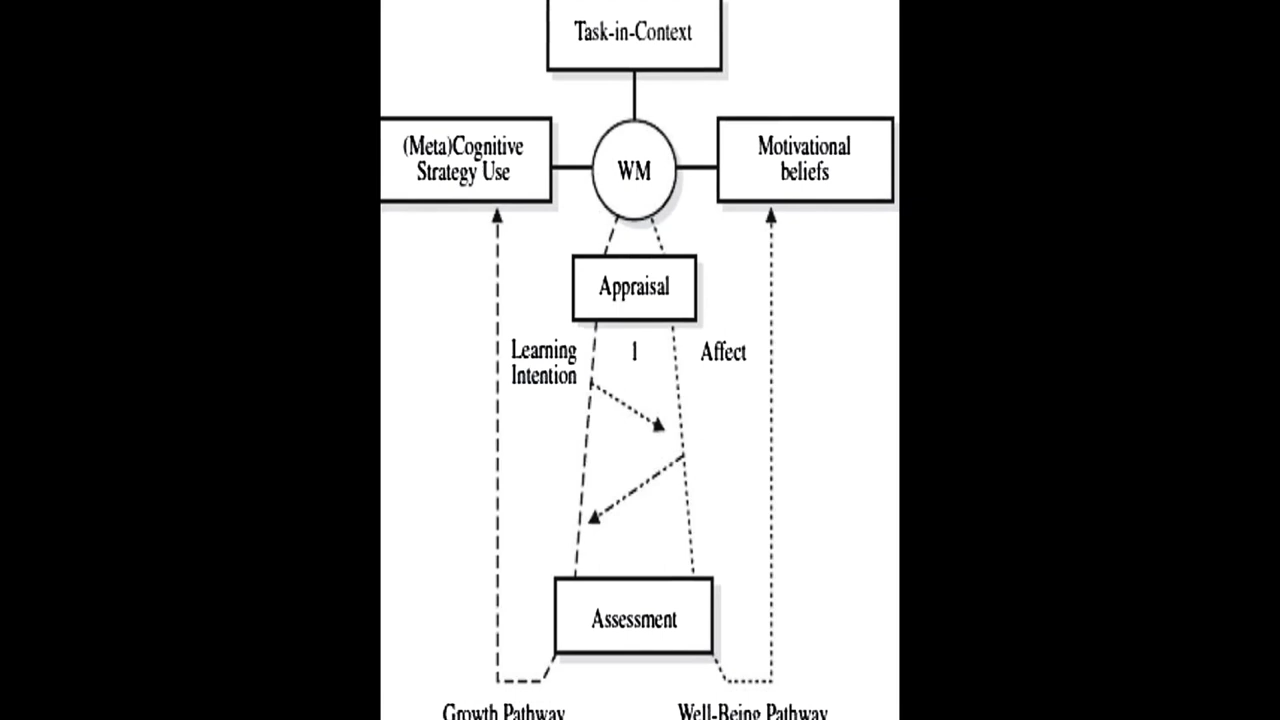 Task-in-Context
(Meta)Cognitive
Strategy Use
WM
Motivational
beliefs
Appraisal
Learning
Intention
1
Affect
Assessment
Growth Pathway
Well-Being Pathway